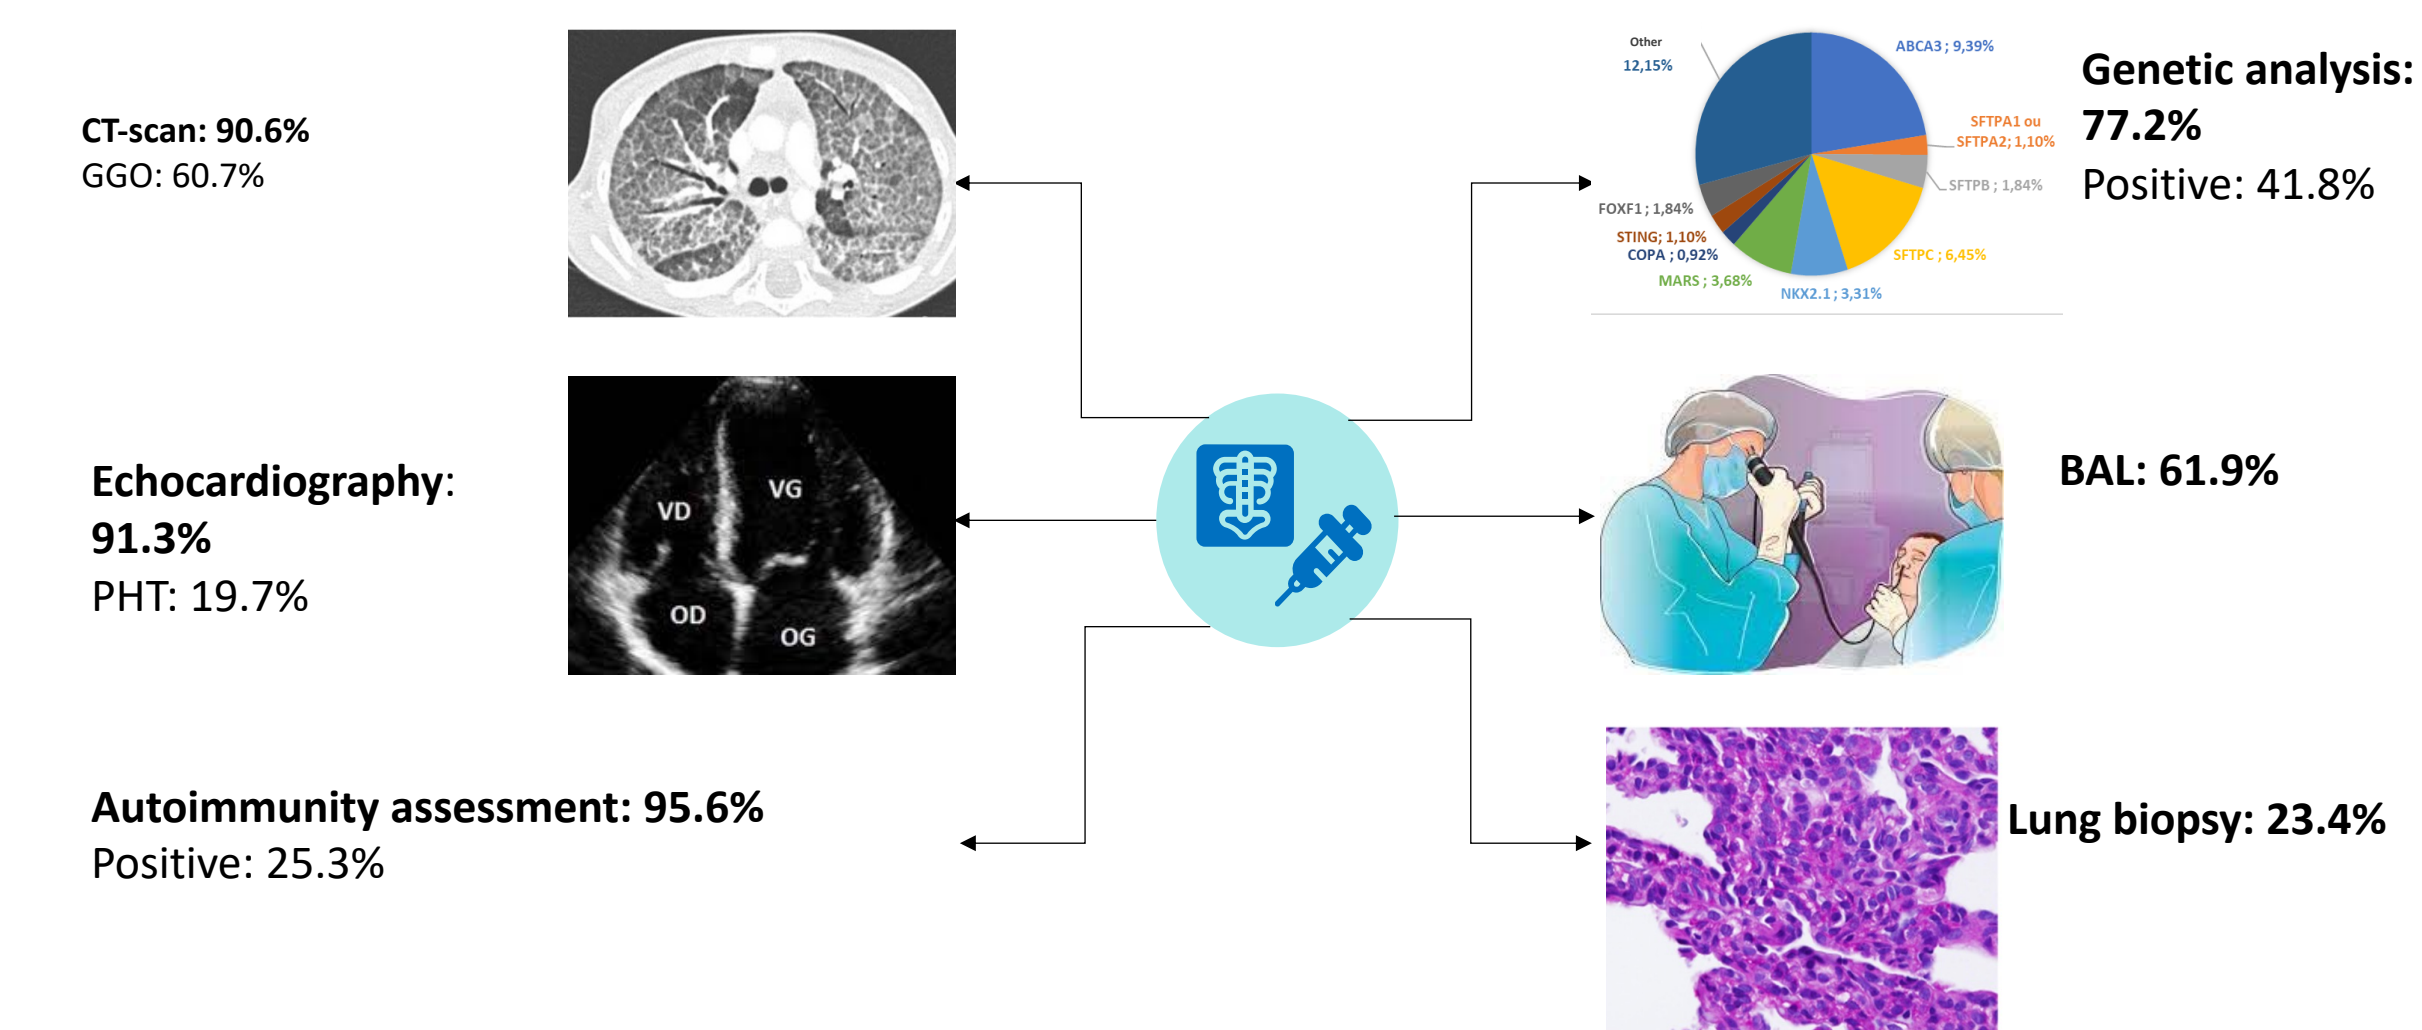 CT-scan: 90.6%
GGO: 60.7%
Other
12,15%
ABCA3 ; 9,39%
SFTPA1 ou
SFTPA2; 1,10%
SFTPB ; 1,84%
SFTPC ; 6,45%
NKX2.1 ; 3,31%
MARS ; 3,68%
COPA ; 0,92%
STING; 1,10%
FOXF1 ; 1,84%
Genetic analysis:
77.2%
Positive: 41.8%
Echocardiography:
91.3%
PHT: 19.7%
VD
VG
OD
OG
BAL: 61.9%
Autoimmunity assessment: 95.6%
Positive: 25.3%
Lung biopsy: 23.4%